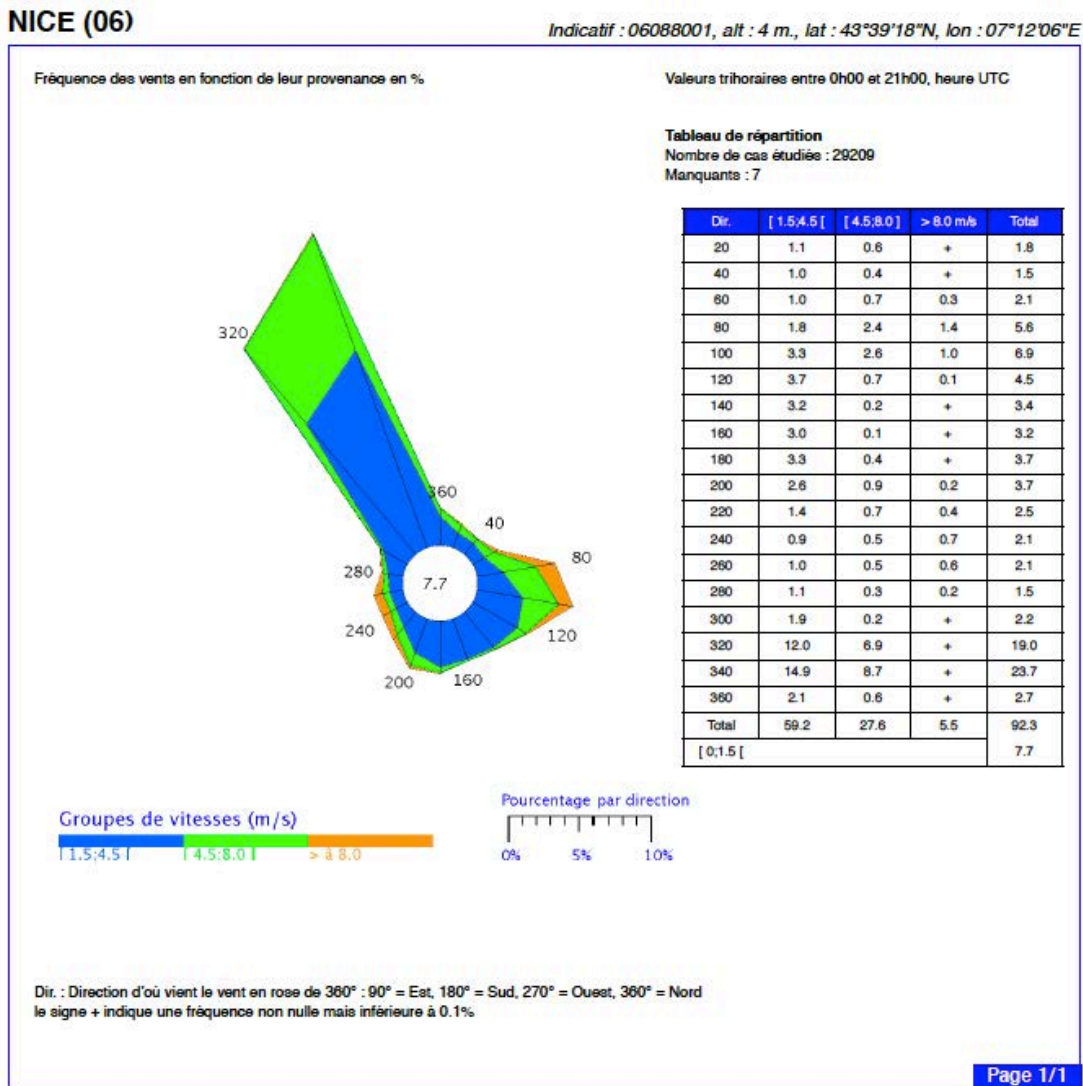 NICE (06)
Indicatif : 06088001, alt : 4 m., lat : 43°39'18"N, lon : 07°12'06"E
Fréquence des vents en fonction de leur provenance en %
Valeurs trihoraires entre 0h00 et 21h00, heure UTC
Tableau de répartition
Nombre de cas étudiés : 29209
Manquants : 7
Dir. [ 1.5;4.5 [ [ 4.5;8.0 ] > 8.0 m/s Total
20 1.1 0.6 + 1.8
40 1.0 0.4 + 1.5
60 1.0 0.7 0.3 2.1
80 1.8 2.4 1.4 5.6
100 3.3 2.6 1.0 6.9
120 3.7 0.7 0.1 4.5
140 3.2 0.2 + 3.4
160 3.0 0.1 + 3.2
180 3.3 0.4 + 3.7
200 2.6 0.9 0.2 3.7
220 1.4 0.7 0.4 2.5
240 0.9 0.5 0.7 2.1
260 1.0 0.5 0.6 2.1
280 1.1 0.3 0.2 1.5
300 1.9 0.2 + 2.2
320 12.0 6.9 + 19.0
340 14.9 8.7 + 23.7
360 2.1 0.6 + 2.7
Total 59.2 27.6 5.5 92.3
[ 0;1.5 [ 7.7
320
360
40
80
280
7.7
120
240
200
160
Groupes de vitesses (m/s)
[ 1.5;4.5 [ [ 4.5;8.0 ] > à 8.0
Pourcentage par direction
0% 5% 10%
Dir. : Direction d'où vient le vent en rose de 360° : 90° = Est, 180° = Sud, 270° = Ouest, 360° = Nord
le signe + indique une fréquence non nulle mais inférieure à 0.1%
Page 1/1